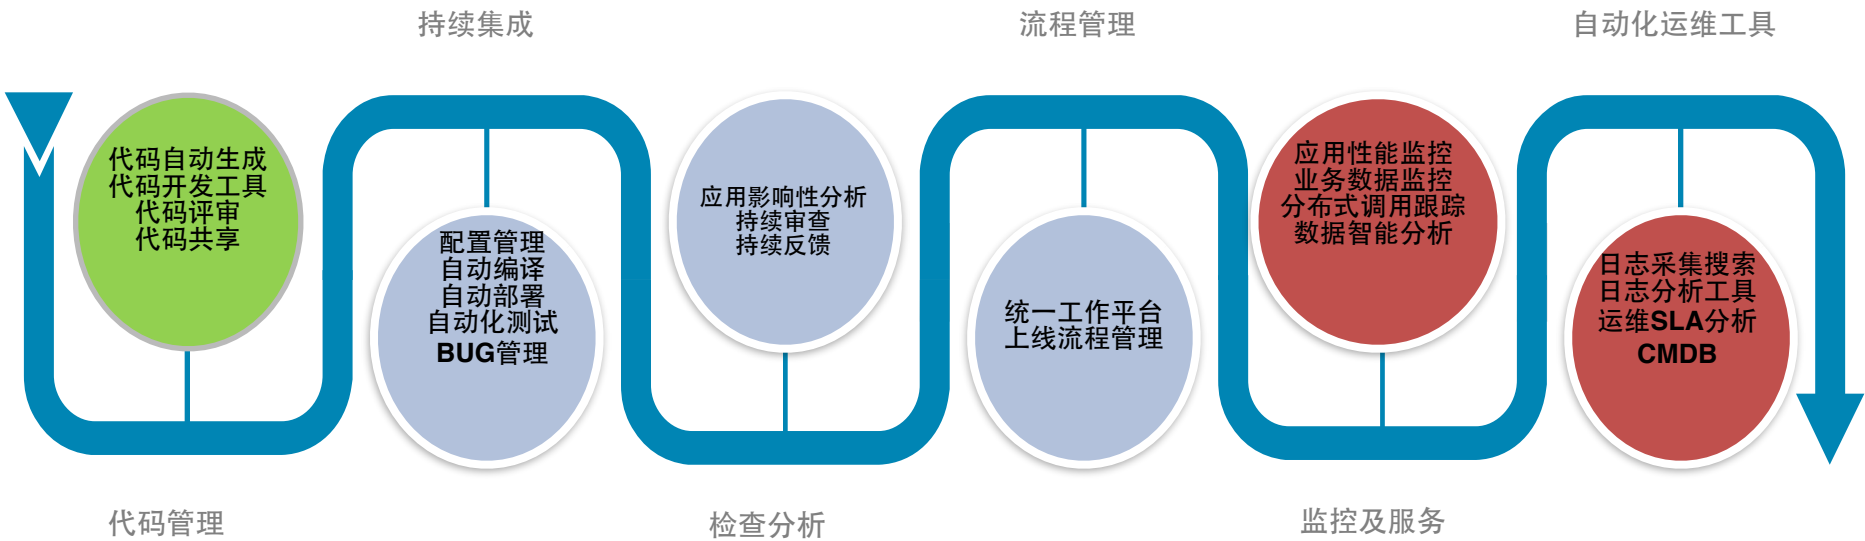 持续集成
流程管理
自动化运维工具
代码自动生成
代码开发工具
代码评审
代码共享
配置管理
自动编译
自动部署
自动化测试
BUG管理
应用影响性分析
持续审查
持续反馈
统一工作平台
上线流程管理
应用性能监控
业务数据监控
分布式调用跟踪
数据智能分析
日志采集搜索
日志分析工具
运维SLA分析
CMDB
代码管理
检查分析
监控及服务